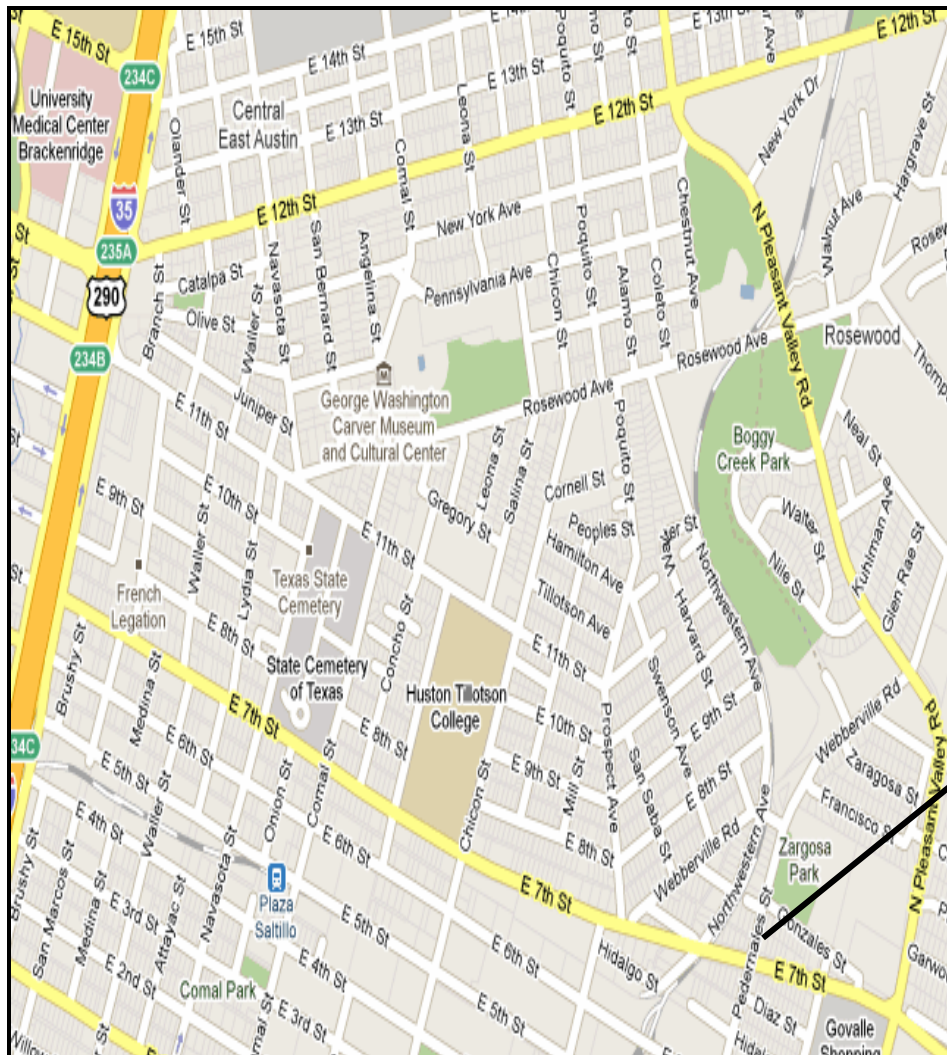 E 15th St
E 15th St
E 14th St
E 13th St
E 13th St
E 12th St
234C
University
Medical Center
Brackenridge
Central
East Austin
Olander St
E 13th St
Comal St
Leona St
Poquito St
E 12th St
New York Dr
Hargrave St
35
E 12th St
235A
290
234B
New York Ave
Chestnut Ave
N Pleasant Valley Rd
Walnut Ave
Catalpa St
Olive St
Branch St
Waller St
Navasota St
San Bernard St
Angelina St
Pennsylvania Ave
Chicon St
Poquito St
Alamo St
Coleto St
Rosewood Ave
Rosewood
Juniper St
E 11th St
George Washington
Carver Museum
and Cultural Center
Rosewood Ave
Boggy
Creek Park
Neal St
E 9th St
E 10th St
Waller St
Lydia St
Gregory St
Leona St
Salina St
Cornell St
Poquito St
Peoples St
Hamilton Ave
Tillotson Ave
Walter St
Nile St
Kuhlman Ave
Glen Rae St
French
Legation
Texas State
Cemetery
E 11th St
E 8th St
State Cemetery
of Texas
Concho St
Huston Tillotson
College
E 11th St
Harvard St
Northwestern Ave
Swenson Ave
E 9th St
Webberville Rd
Brushy St
Medina St
E 7th St
E 8th St
E 10th St
Prospect Ave
San Saba St
E 8th St
Zaragosa St
N Pleasant Valley Rd
E 6th St
E 5th St
Onion St
Comal St
Chicon St
E 9th St
Mill St
E 8th St
Webberville Rd
Northwestern Ave
Zargosa
Park
E 4th St
Waller St
E 6th St
Brushy St
San Marcos St
Medina St
E 3rd St
Attayac St
Navasota St
Plaza
Saltillo
E 5th St
E 7th St
Pedernales St
Gonzales St
E 2nd St
Comal Park
E 4th St
E 6th St
Hidalgo St
E 7th St
E 3rd St
E 5th St
Diaz St
Govalle